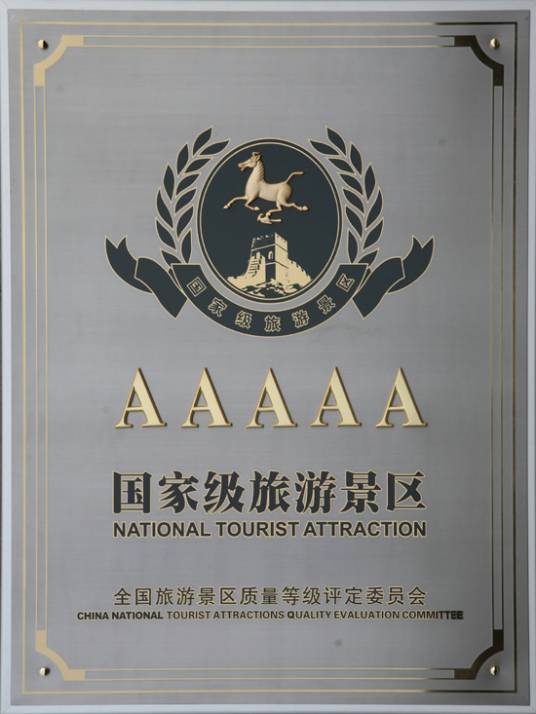 国家级旅游景区
AAAAA
国家级旅游景区
NATIONAL TOURIST ATTRACTION
全国旅游景区质量等级评定委员会
CHINA NATIONAL TOURIST ATTRACTIONS QUALITY EVALUATION COMMITTEE